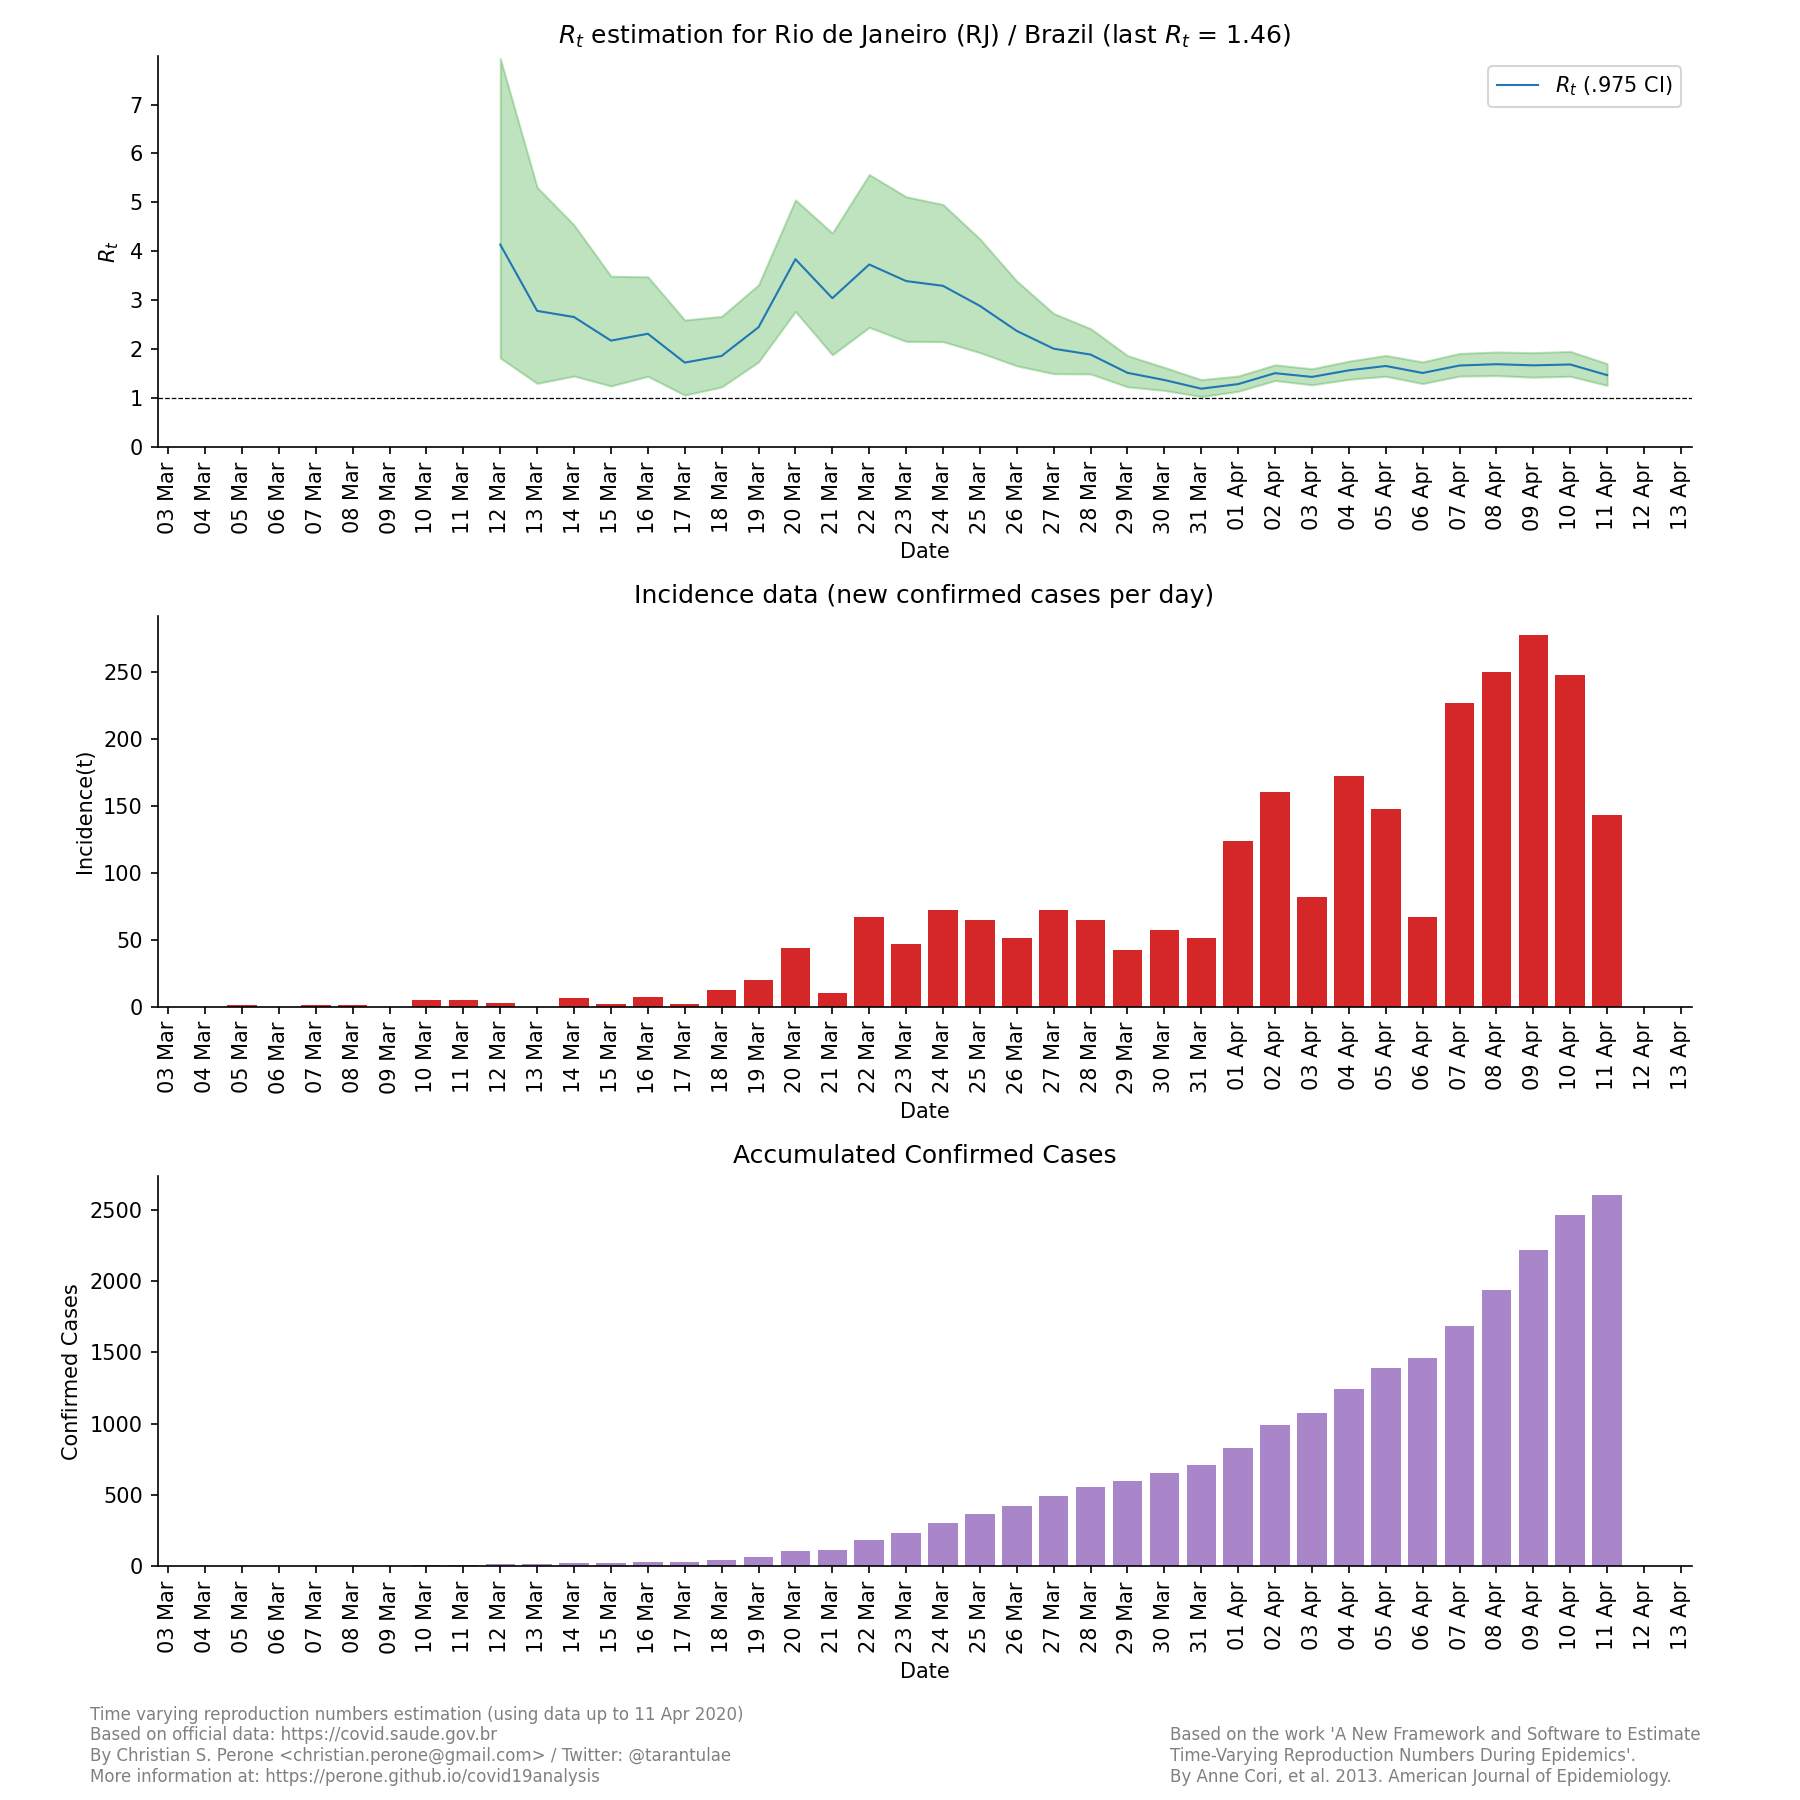 R_t estimation for Rio de Janeiro (RJ) / Brazil (last R_t = 1.46)
R_t (.975 CI)
7
6
5
4
3
2
1
0
R_t
03 Mar 04 Mar 05 Mar 06 Mar 07 Mar 08 Mar 09 Mar 10 Mar 11 Mar 12 Mar 13 Mar 14 Mar 15 Mar 16 Mar 17 Mar 18 Mar 19 Mar 20 Mar 21 Mar 22 Mar 23 Mar 24 Mar 25 Mar 26 Mar 27 Mar 28 Mar 29 Mar 30 Mar 31 Mar 01 Apr 02 Apr 03 Apr 04 Apr 05 Apr 06 Apr 07 Apr 08 Apr 09 Apr 10 Apr 11 Apr 12 Apr 13 Apr
Date
Incidence data (new confirmed cases per day)
250
200
150
100
50
0
Incidence(t)
03 Mar 04 Mar 05 Mar 06 Mar 07 Mar 08 Mar 09 Mar 10 Mar 11 Mar 12 Mar 13 Mar 14 Mar 15 Mar 16 Mar 17 Mar 18 Mar 19 Mar 20 Mar 21 Mar 22 Mar 23 Mar 24 Mar 25 Mar 26 Mar 27 Mar 28 Mar 29 Mar 30 Mar 31 Mar 01 Apr 02 Apr 03 Apr 04 Apr 05 Apr 06 Apr 07 Apr 08 Apr 09 Apr 10 Apr 11 Apr 12 Apr 13 Apr
Date
Accumulated Confirmed Cases
2500
2000
1500
1000
500
0
Confirmed Cases
03 Mar 04 Mar 05 Mar 06 Mar 07 Mar 08 Mar 09 Mar 10 Mar 11 Mar 12 Mar 13 Mar 14 Mar 15 Mar 16 Mar 17 Mar 18 Mar 19 Mar 20 Mar 21 Mar 22 Mar 23 Mar 24 Mar 25 Mar 26 Mar 27 Mar 28 Mar 29 Mar 30 Mar 31 Mar 01 Apr 02 Apr 03 Apr 04 Apr 05 Apr 06 Apr 07 Apr 08 Apr 09 Apr 10 Apr 11 Apr 12 Apr 13 Apr
Date
Time varying reproduction numbers estimation (using data up to 11 Apr 2020)
Based on official data: https://covid.saude.gov.br
By Christian S. Perone <christian.perone@gmail.com> / Twitter: @tarantulae
More information at: https://perone.github.io/covid19analysis
Based on the work 'A New Framework and Software to Estimate
Time-Varying Reproduction Numbers During Epidemics'.
By Anne Cori, et al. 2013. American Journal of Epidemiology.